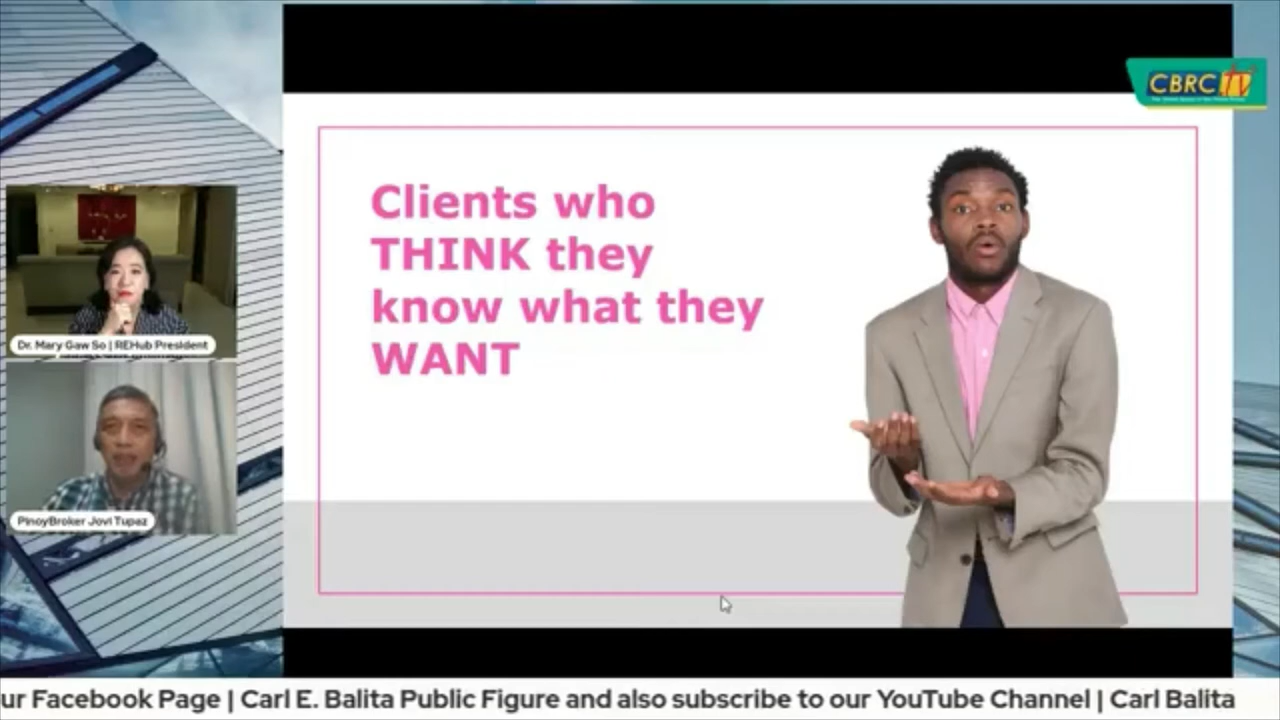 CBRC TV
Clients who
THINK they
know what they
WANT
Dr. Mary Gaw So | REHub President
PinoyBroker Jovi Tupaz
ur Facebook Page | Carl E. Balita Public Figure and also subscribe to our YouTube Channel | Carl Balita